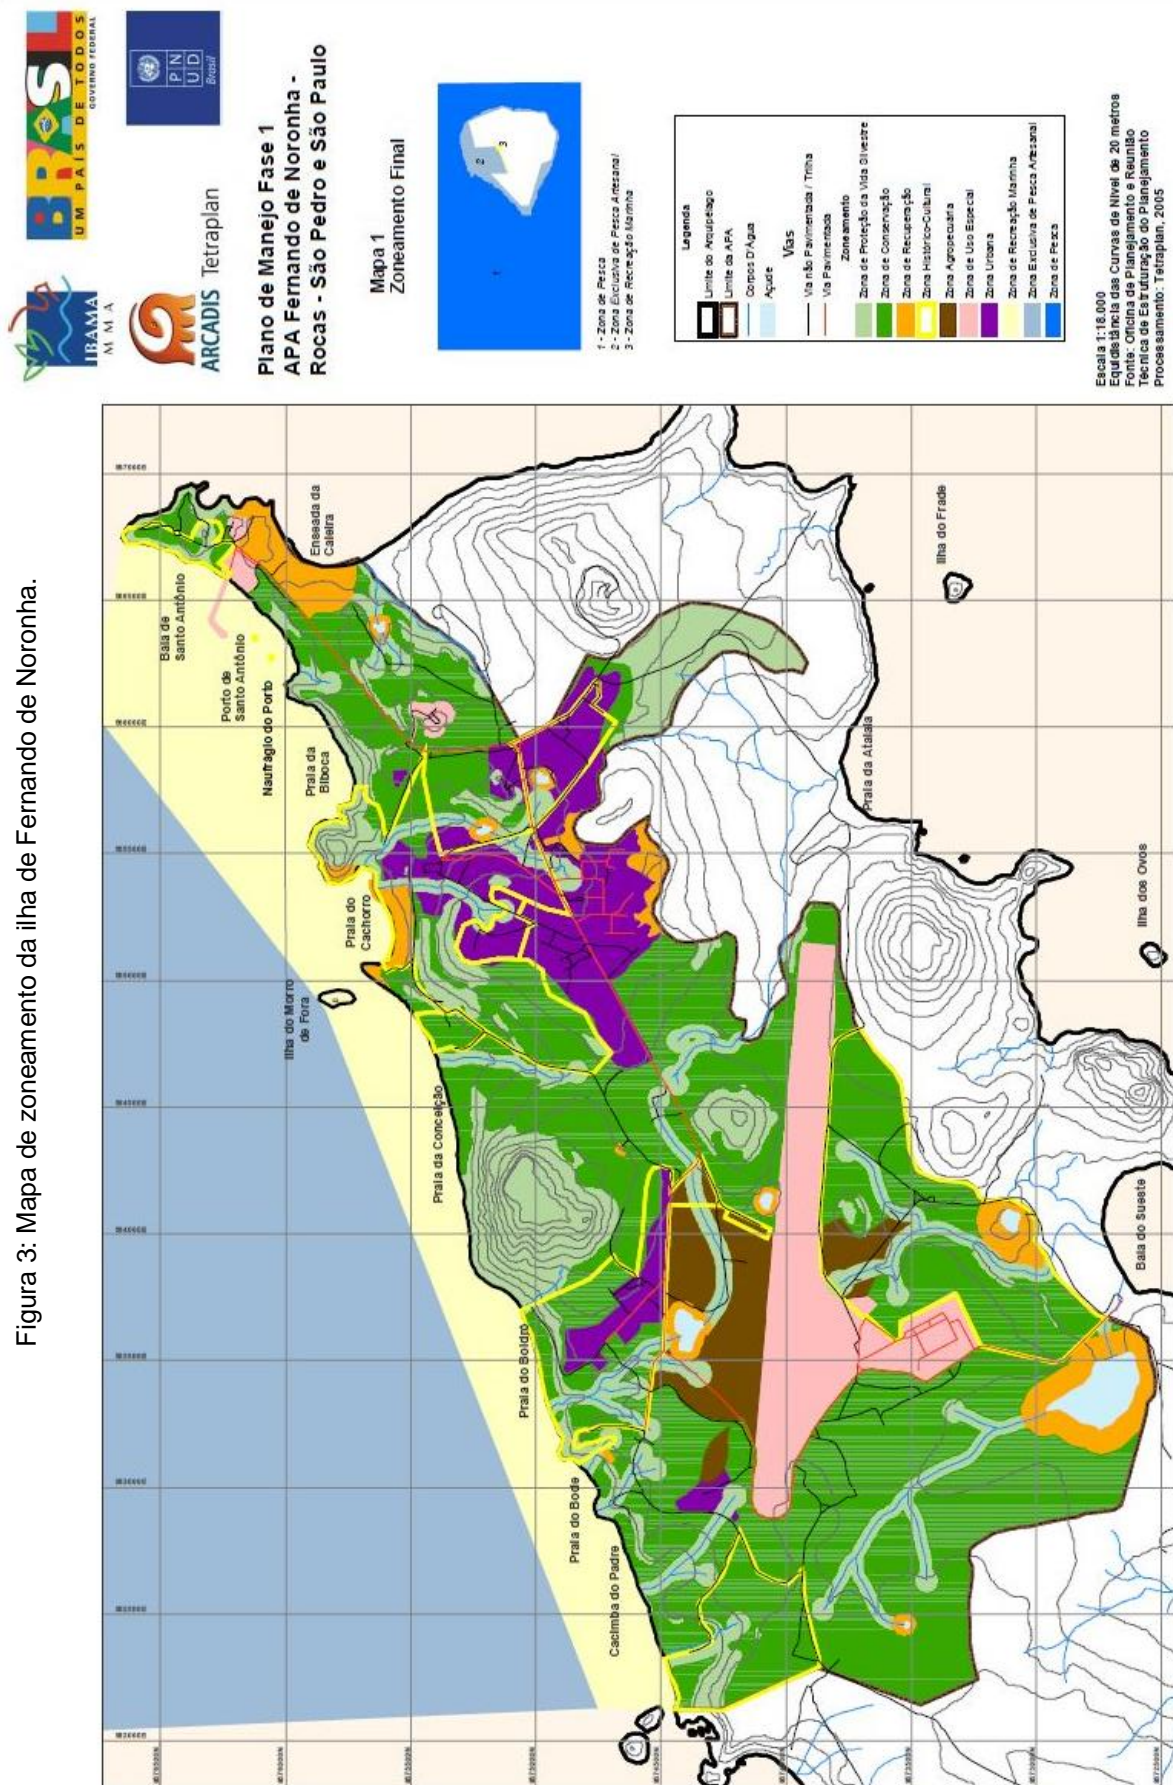 Figura 3: Mapa de zoneamento da ilha de Fernando de Noronha.
BRASIL
UM PAÍS DE TODOS
GOVERNO FEDERAL
PN
UD
Brasil
IBAMA
MMA
ARCADIS Tetraplan
Plano de Manejo Fase 1
APA Fernando de Noronha -
Rocas - São Pedro e São Paulo
Mapa 1
Zoneamento Final
1
2
3
1 - Zona de Pesca
2 - Zona Exclusiva de Pesca Artesanal
3 - Zona de Recreação Marinha
Legenda
Limite do Arquipélago
Limite da APA
Corpos D'Água
Açude
Vias
Via não Pavimentada / Trilha
Via Pavimentada
Zoneamento
Zona de Proteção da Vida Silvestre
Zona de Conservação
Zona de Recuperação
Zona Histórico-Cultural
Zona Agropecuária
Zona de Uso Especial
Zona Urbana
Zona de Recreação Marinha
Zona Exclusiva de Pesca Artesanal
Zona de Pesca
Escala 1:18.000
Equidistância das Curvas de Nível de 20 metros
Fonte: Oficina de Planejamento e Reunião
Técnica de Estruturação do Planejamento
Processamento: Tetraplan, 2005
Baía de
Santo Antônio
Porto de
Santo Antônio
Naufrágio do Porto
Enseada da
Caieira
Praia da
Biboca
Praia do
Cachorro
Ilha do Morro
de Fora
Praia da Conceição
Praia do Boldró
Praia do Bode
Cacimba do Padre
Ilha do Frade
Praia da Atalaia
Ilha dos Ovos
Baía do Sueste